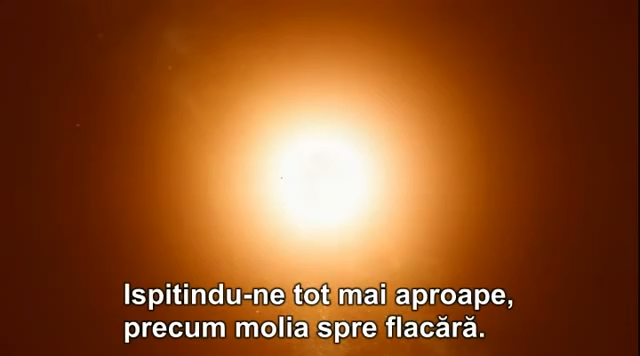 Ispitindu-ne tot mai aproape,
precum molia spre flacără.